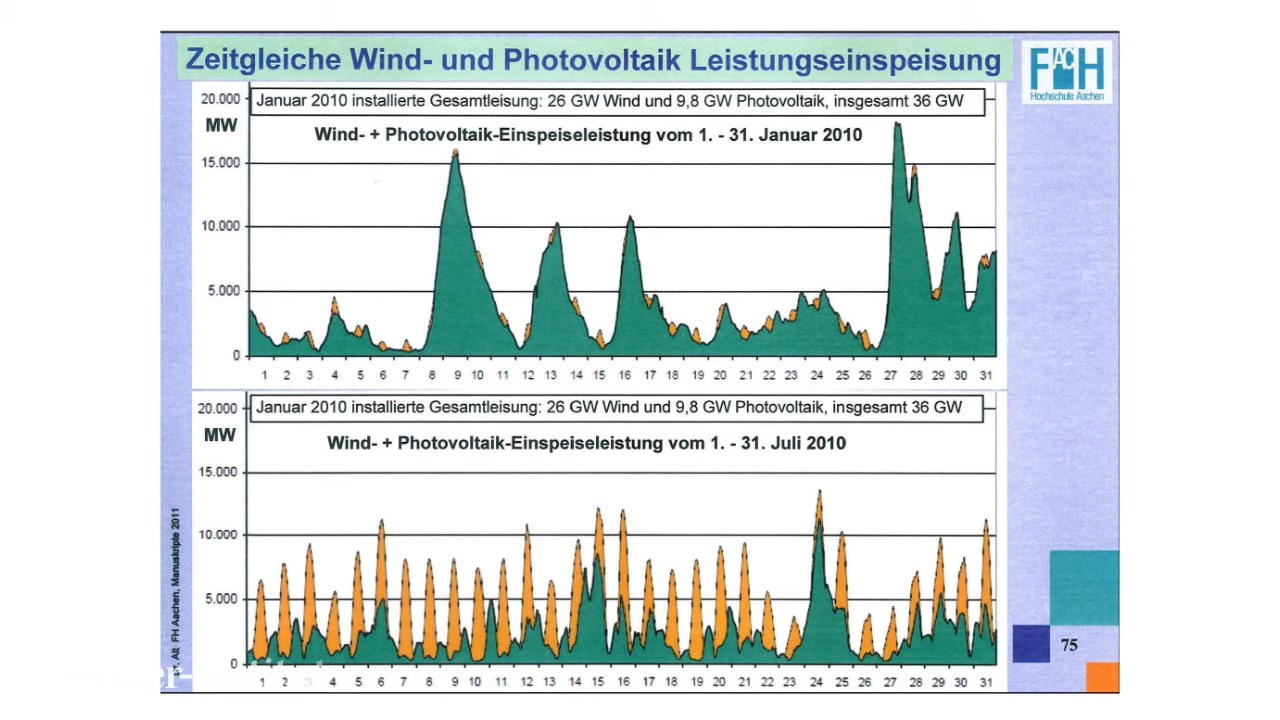 Zeitgleiche Wind- und Photovoltaik Leistungseinspeisung
FACH
Hochschule Aachen
20.000
Januar 2010 installierte Gesamtleisung: 26 GW Wind und 9,8 GW Photovoltaik, insgesamt 36 GW
MW
Wind- + Photovoltaik-Einspeiseleistung vom 1. - 31. Januar 2010
15.000
10.000
5.000
0
1 2 3 4 5 6 7 8 9 10 11 12 13 14 15 16 17 18 19 20 21 22 23 24 25 26 27 28 29 30 31
20.000
Januar 2010 installierte Gesamtleisung: 26 GW Wind und 9,8 GW Photovoltaik, insgesamt 36 GW
MW
Wind- + Photovoltaik-Einspeiseleistung vom 1. - 31. Juli 2010
15.000
10.000
5.000
0
1 2 3 4 5 6 7 8 9 10 11 12 13 14 15 16 17 18 19 20 21 22 23 24 25 26 27 28 29 30 31
Alt FH Aachen, Manuskripte 2011
75